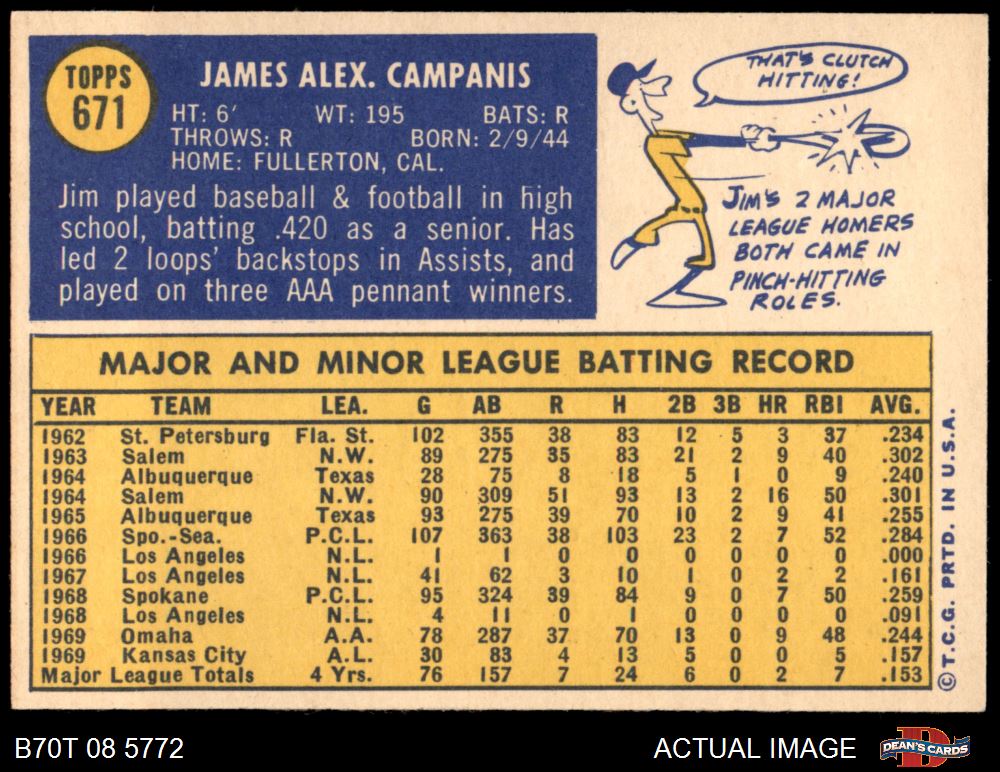 TOPPS
671
JAMES ALEX. CAMPANIS
HT: 6' WT: 195 BATS: R
THROWS: R BORN: 2/9/44
HOME: FULLERTON, CAL.
Jim played baseball & football in high
school, batting .420 as a senior. Has
led 2 loops' backstops in Assists, and
played on three AAA pennant winners.
THAT'S CLUTCH
HITTING!
JIM'S 2 MAJOR
LEAGUE HOMERS
BOTH CAME IN
PINCH-HITTING
ROLES.
MAJOR AND MINOR LEAGUE BATTING RECORD
YEAR TEAM LEA. G AB R H 2B 3B HR RBI AVG.
1962 St. Petersburg Fla. St. 102 355 38 83 12 5 3 37 .234
1963 Salem N.W. 89 275 35 83 21 2 9 40 .302
1964 Albuquerque Texas 28 75 8 18 5 1 0 9 .240
1964 Salem N.W. 90 309 51 93 13 2 16 50 .301
1965 Albuquerque Texas 93 275 39 70 10 2 9 41 .255
1966 Spo.-Sea. P.C.L. 107 363 38 103 23 2 7 52 .284
1966 Los Angeles N.L. 1 1 0 0 0 0 0 0 .000
1967 Los Angeles N.L. 41 62 3 10 1 0 2 2 .161
1968 Spokane P.C.L. 95 324 39 84 9 0 7 50 .259
1968 Los Angeles N.L. 4 11 0 1 0 0 0 0 .091
1969 Omaha A.A. 78 287 37 70 13 0 9 48 .244
1969 Kansas City A.L. 30 83 4 13 5 0 0 5 .157
Major League Totals 4 Yrs. 76 157 7 24 6 0 2 7 .153
© T.C.G. PRTD. IN U.S.A.
B70T 08 5772 ACTUAL IMAGE
DEAN'S CARDS